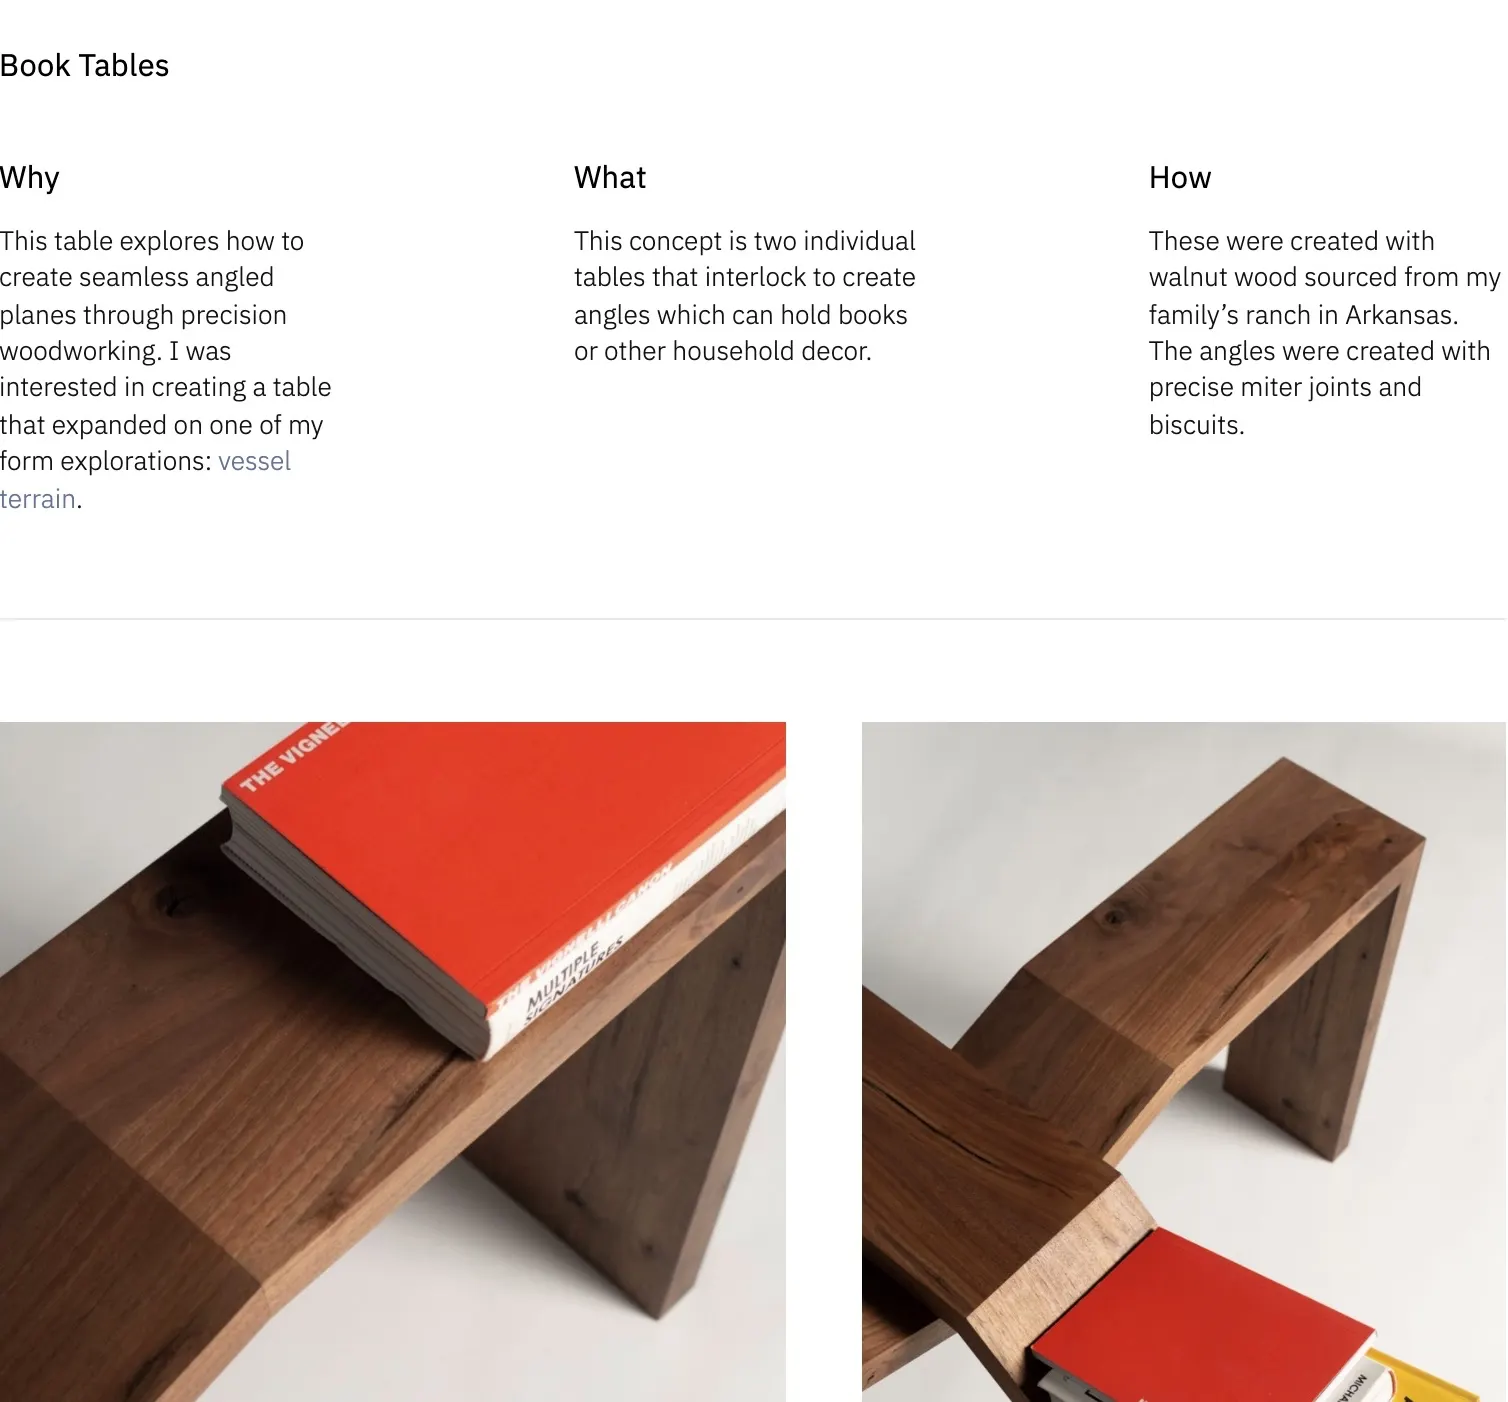 Book Tables
Why
This table explores how to
create seamless angled
planes through precision
woodworking. I was
interested in creating a table
that expanded on one of my
form explorations: vessel
terrain.
What
This concept is two individual
tables that interlock to create
angles which can hold books
or other household decor.
How
These were created with
walnut wood sourced from my
family’s ranch in Arkansas.
The angles were created with
precise miter joints and
biscuits.
THE VIGNEL
MULTIPLE
SIGNATURES
MICHA